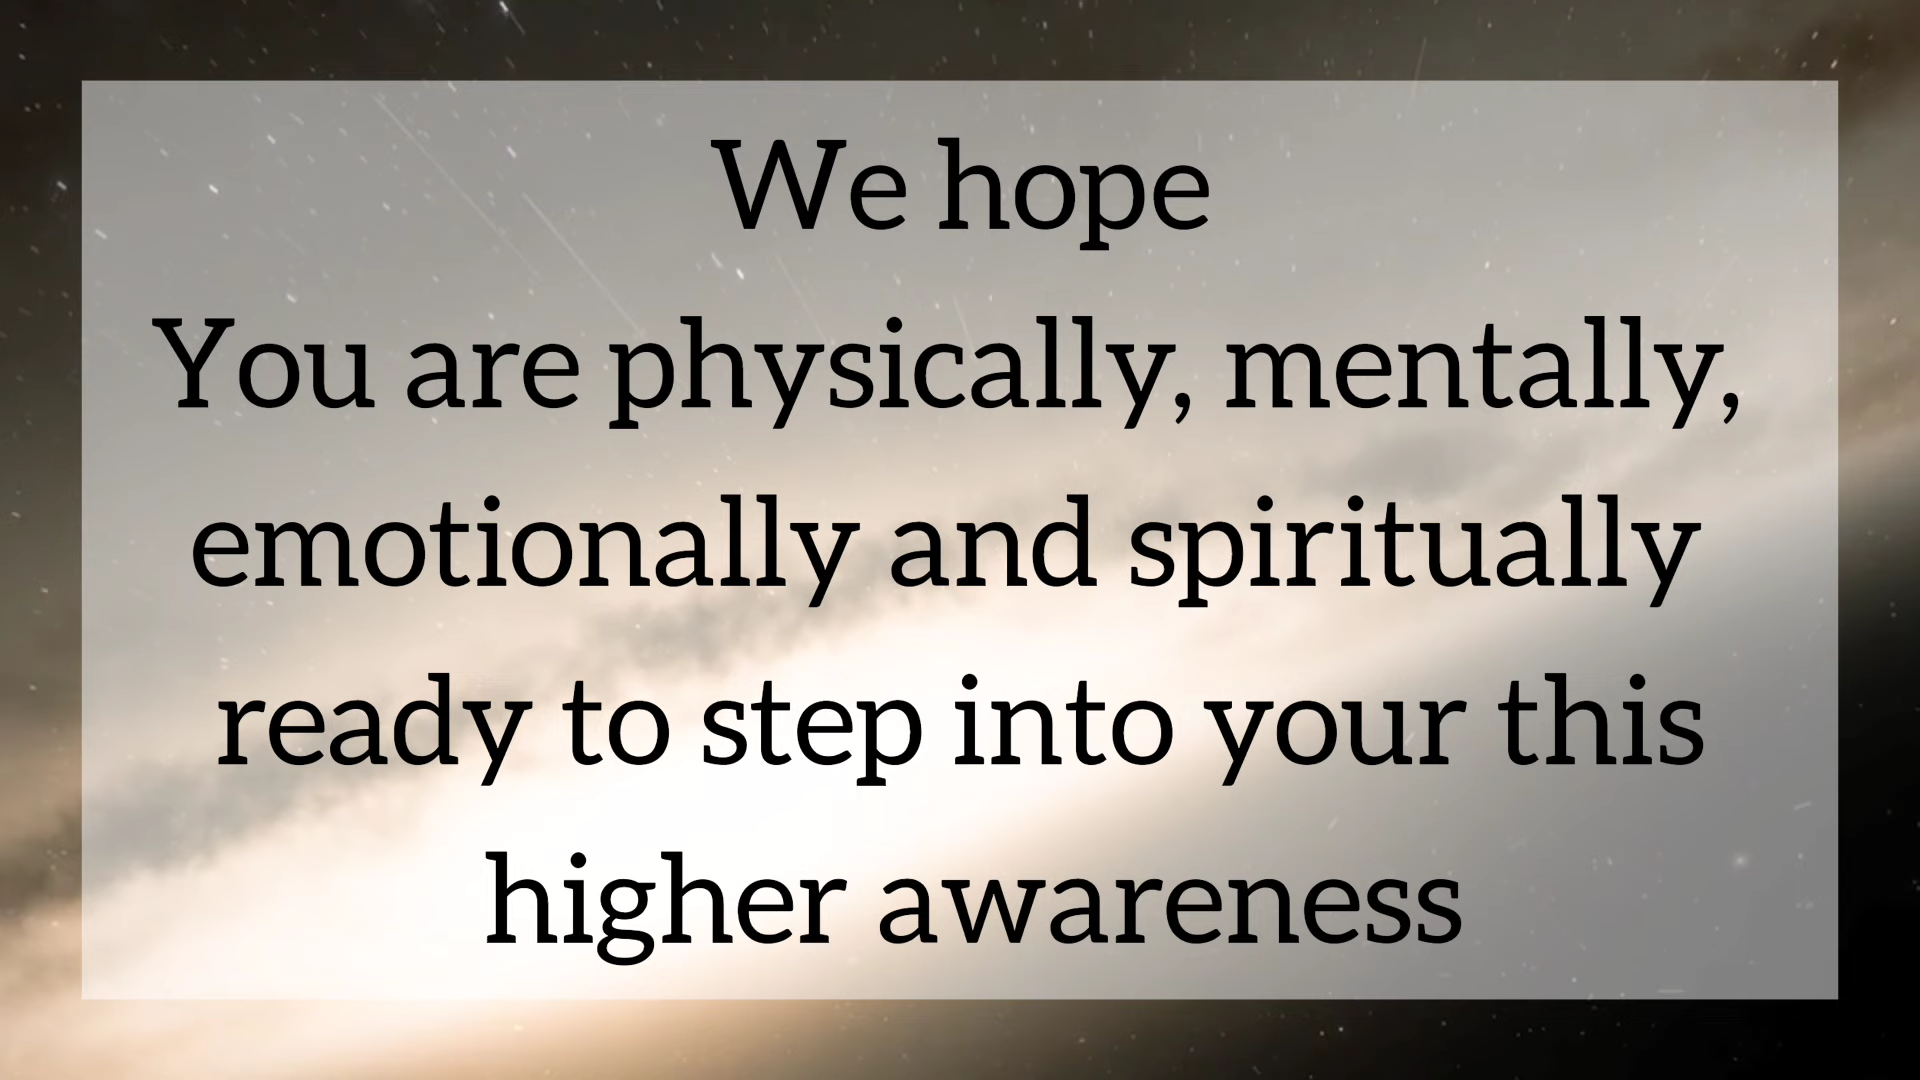 We hope
You are physically, mentally,
emotionally and spiritually
ready to step into your this
higher awareness